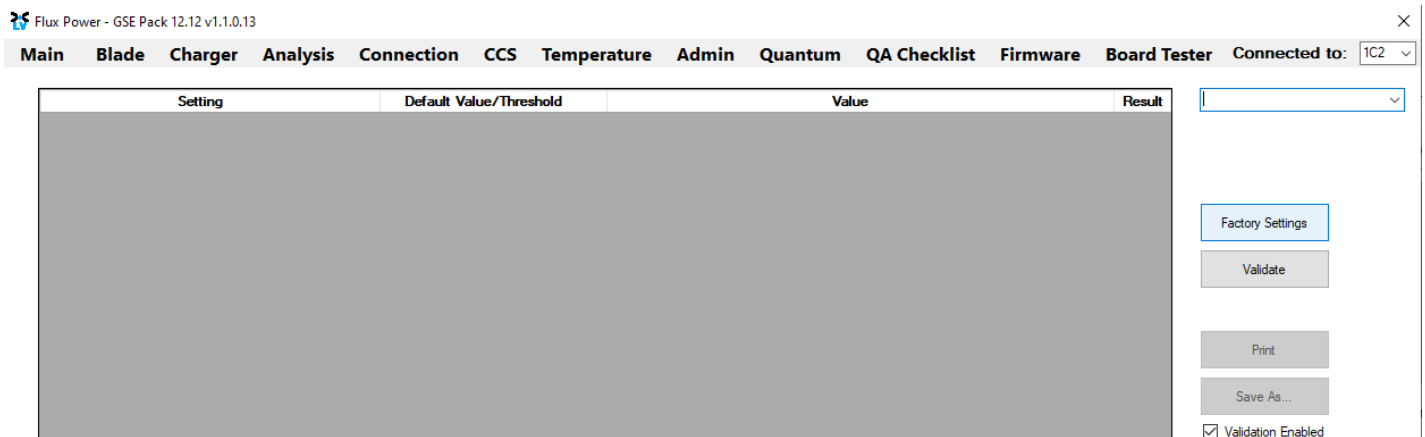 Flux Power - GSE Pack 12.12 v1.1.0.13
Main Blade Charger Analysis Connection CCS Temperature Admin Quantum QA Checklist Firmware Board Tester Connected to: 1C2
Setting Default Value/Threshold Value Result
Factory Settings
Validate
Print
Save As...
Validation Enabled